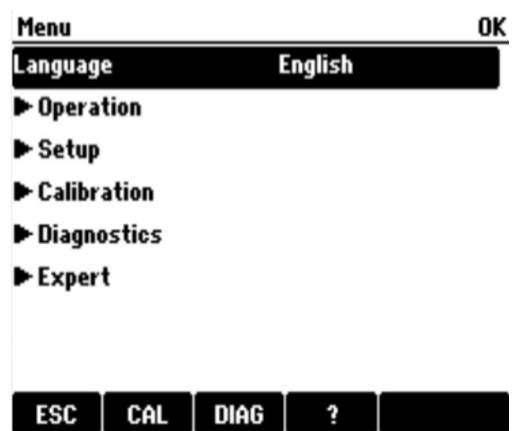 Menu OK
Language English
Operation
Setup
Calibration
Diagnostics
Expert
ESC CAL DIAG ?